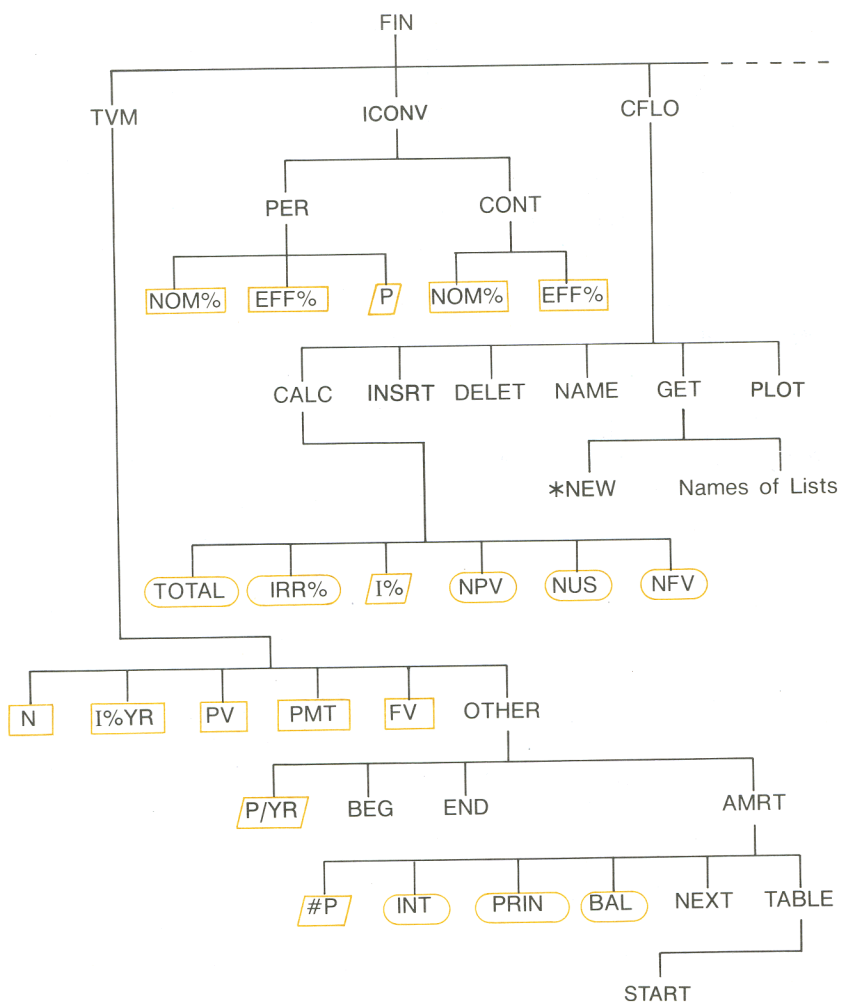 FIN
TVM ICONV CFLO
PER CONT
NOM% EFF% P NOM% EFF%
CALC INSRT DELET NAME GET PLOT
*NEW Names of Lists
TOTAL IRR% I% NPV NUS NFV
N I%YR PV PMT FV OTHER
P/YR BEG END AMRT
#P INT PRIN BAL NEXT TABLE
START